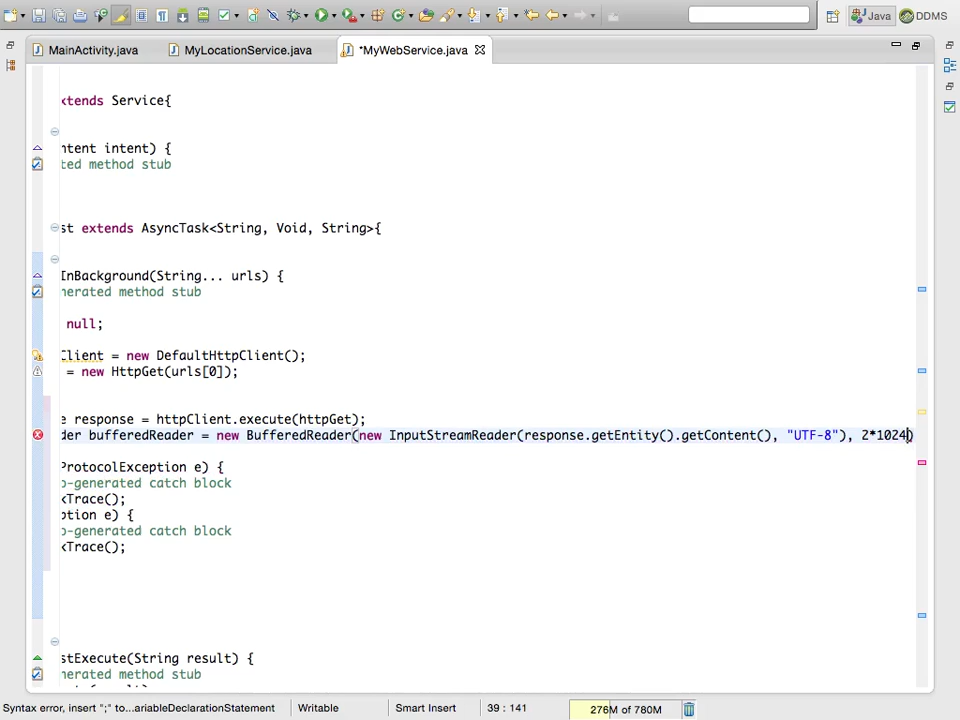 Java DDMS
MainActivity.java MyLocationService.java *MyWebService.java
xtends Service{
ntent intent) {
ted method stub
st extends AsyncTask<String, Void, String>{
InBackground(String... urls) {
nerated method stub
null;
Client = new DefaultHttpClient();
= new HttpGet(urls[0]);
e response = httpClient.execute(httpGet);
der bufferedReader = new BufferedReader(new InputStreamReader(response.getEntity().getContent(), "UTF-8"), 2*1024)
ProtocolException e) {
o-generated catch block
kTrace();
ption e) {
o-generated catch block
kTrace();
stExecute(String result) {
nerated method stub
Syntax error, insert ";" to...ariableDeclarationStatement Writable Smart Insert 39 : 141 276M of 780M